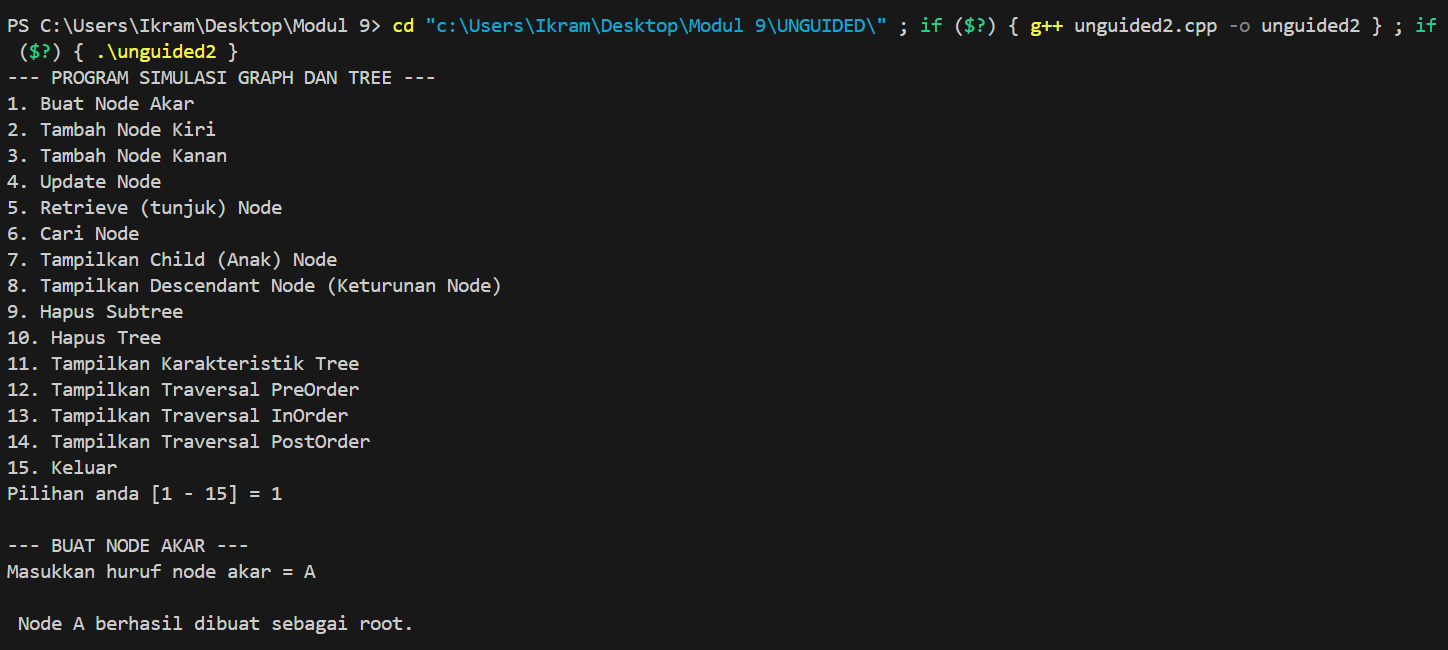 PS C:\Users\Ikram\Desktop\Modul 9> cd "c:\Users\Ikram\Desktop\Modul 9\UNGUIDED\" ; if ($?) { g++ unguided2.cpp -o unguided2 } ; if
 ($?) { .\unguided2 }
--- PROGRAM SIMULASI GRAPH DAN TREE ---
1. Buat Node Akar
2. Tambah Node Kiri
3. Tambah Node Kanan
4. Update Node
5. Retrieve (tunjuk) Node
6. Cari Node
7. Tampilkan Child (Anak) Node
8. Tampilkan Descendant Node (Keturunan Node)
9. Hapus Subtree
10. Hapus Tree
11. Tampilkan Karakteristik Tree
12. Tampilkan Traversal PreOrder
13. Tampilkan Traversal InOrder
14. Tampilkan Traversal PostOrder
15. Keluar
Pilihan anda [1 - 15] = 1

--- BUAT NODE AKAR ---
Masukkan huruf node akar = A

 Node A berhasil dibuat sebagai root.